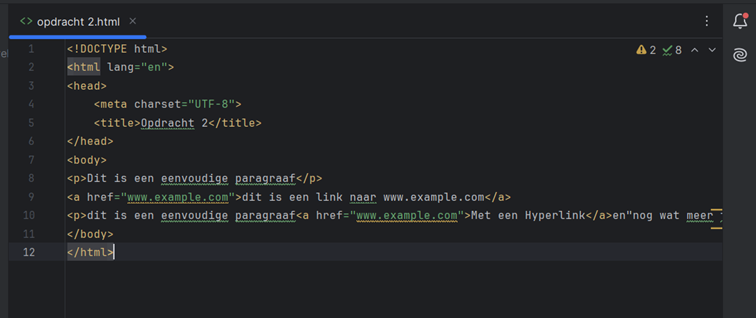 <> opdracht 2.html ×
2 8
1 <!DOCTYPE html>
2 <html lang="en">
3 <head>
4 <meta charset="UTF-8">
5 <title>Opdracht 2</title>
6 </head>
7 <body>
8 <p>Dit is een eenvoudige paragraaf</p>
9 <a href="www.example.com">dit is een link naar www.example.com</a>
10 <p>dit is een eenvoudige paragraaf<a href="www.example.com">Met een Hyperlink</a>en"nog wat meer
11 </body>
12 </html>